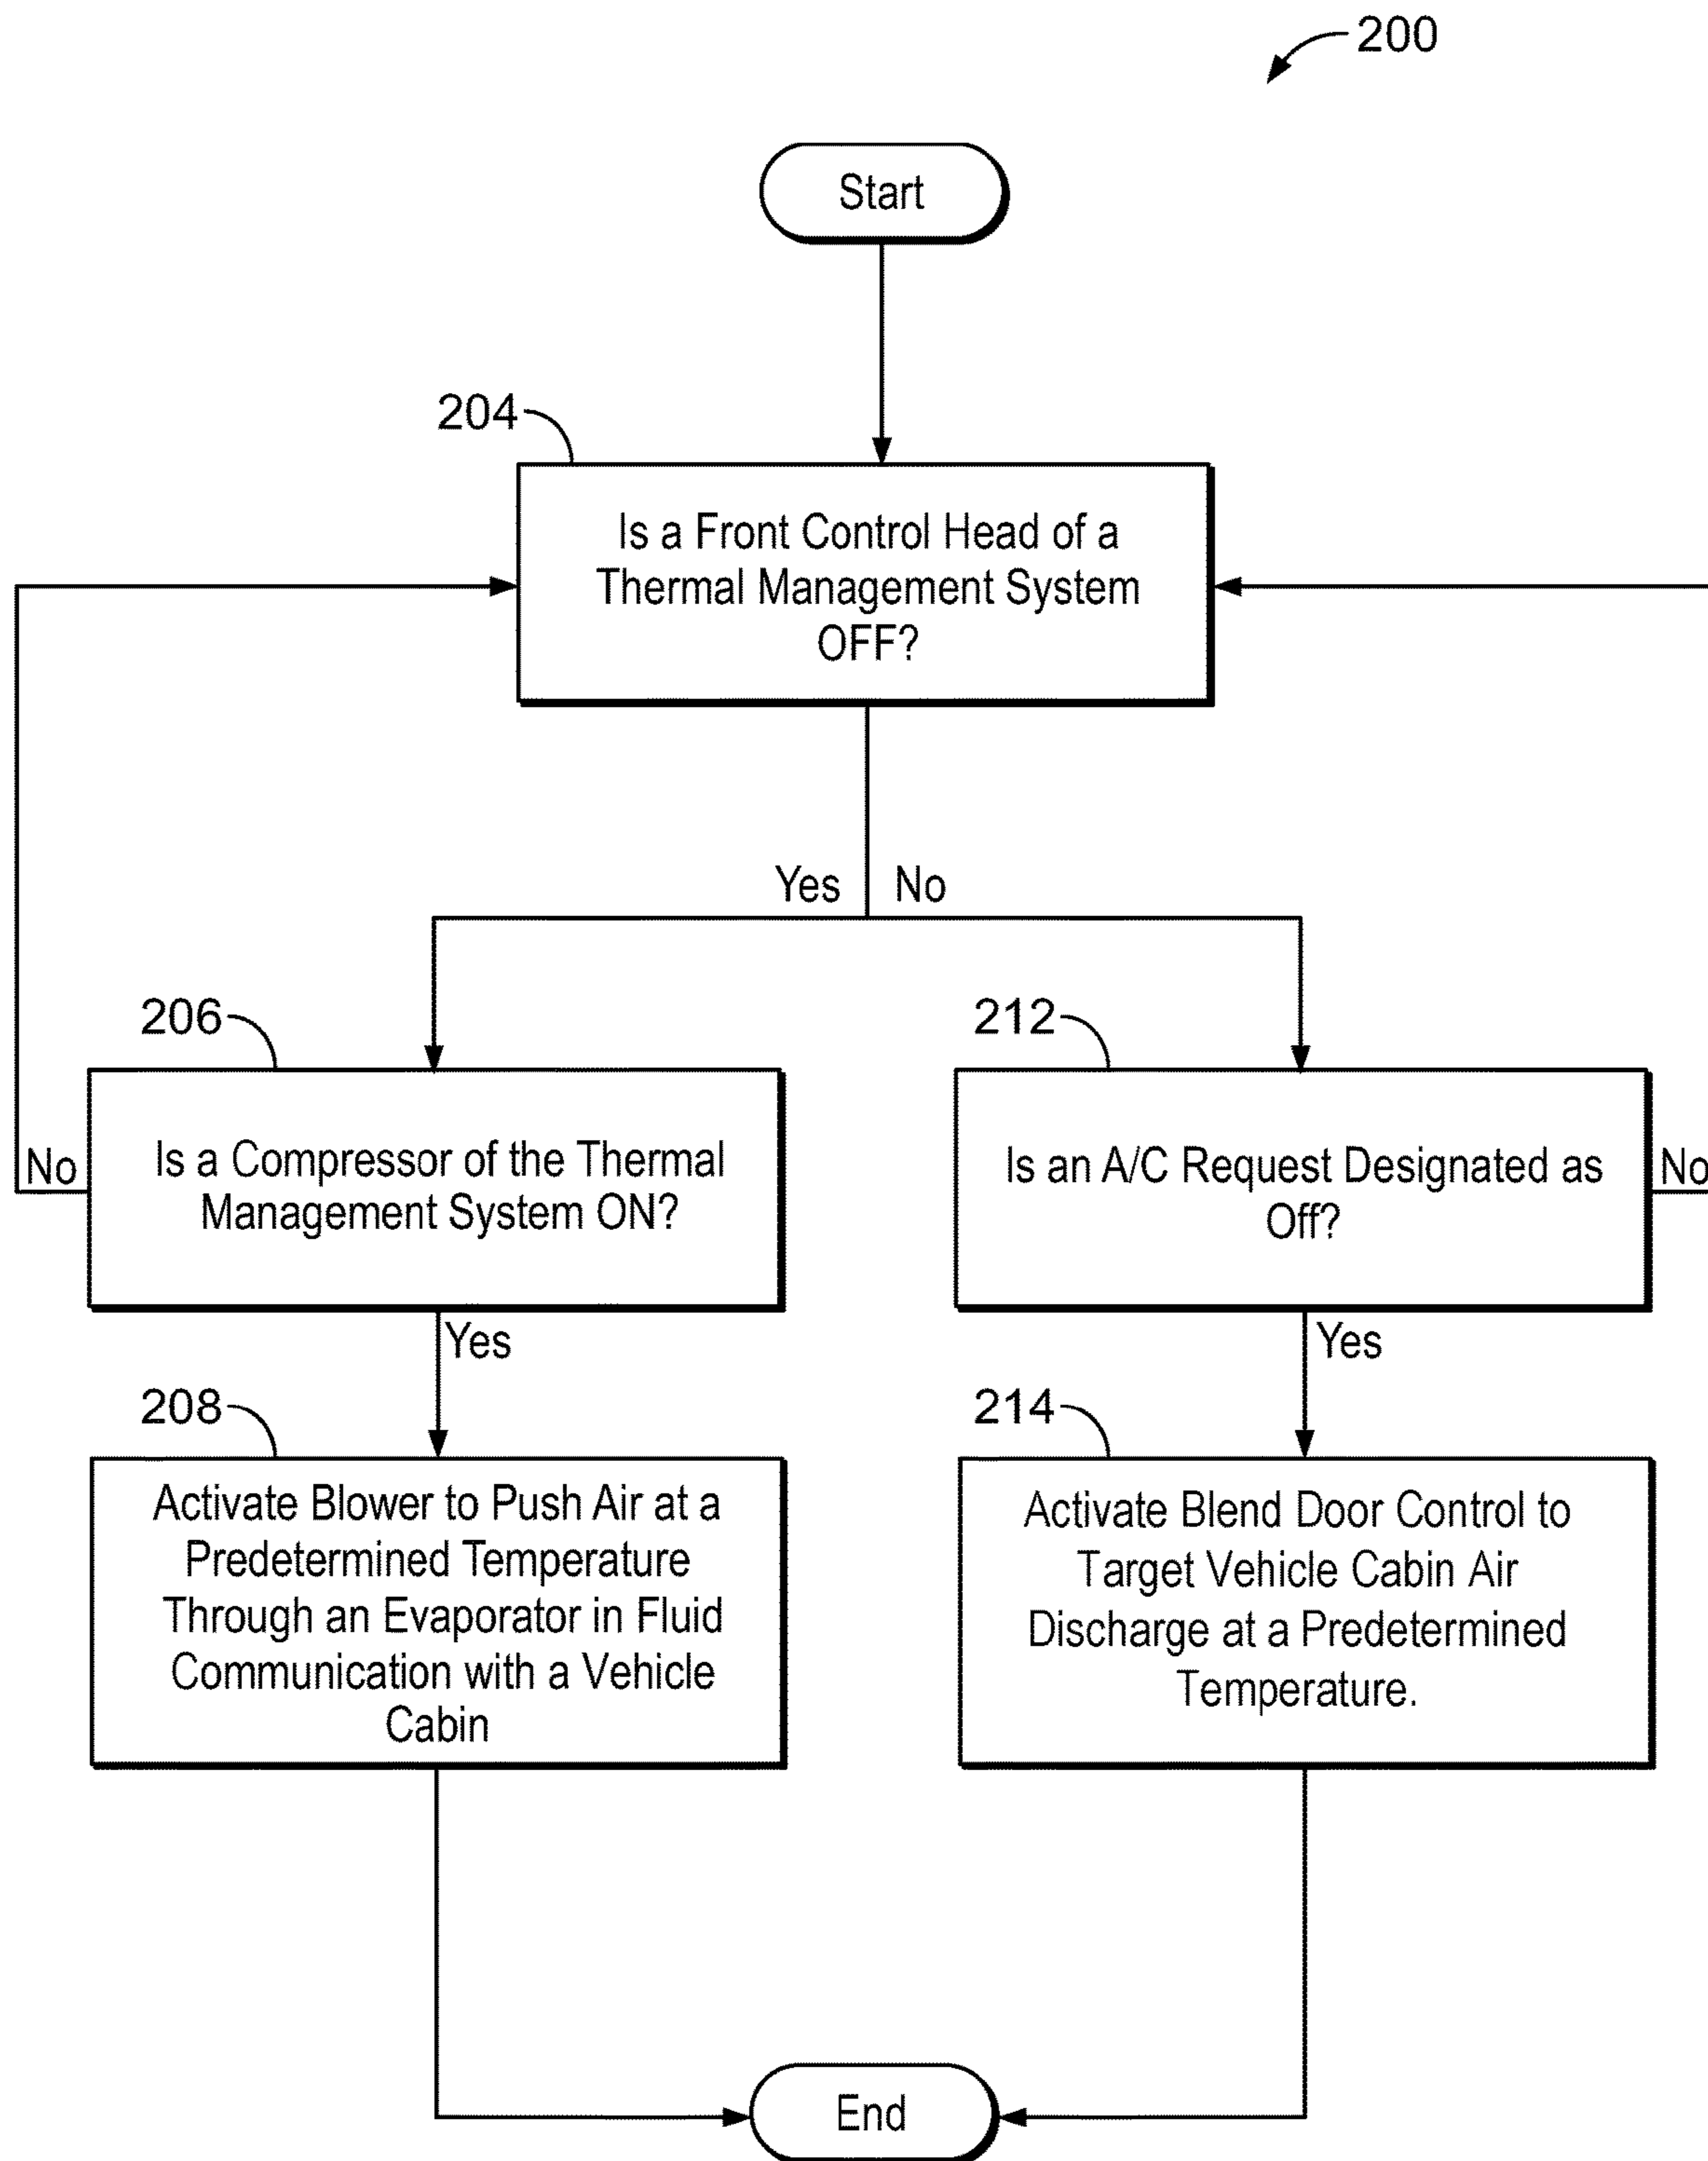 200
Start
204
Is a Front Control Head of a
Thermal Management System
OFF?
Yes No
206
212
Is a Compressor of the Thermal
Management System ON?
No
Is an A/C Request Designated as
Off?
No
Yes
Yes
208
214
Activate Blower to Push Air at a
Predetermined Temperature
Through an Evaporator in Fluid
Communication with a Vehicle
Cabin
Activate Blend Door Control to
Target Vehicle Cabin Air
Discharge at a Predetermined
Temperature.
End